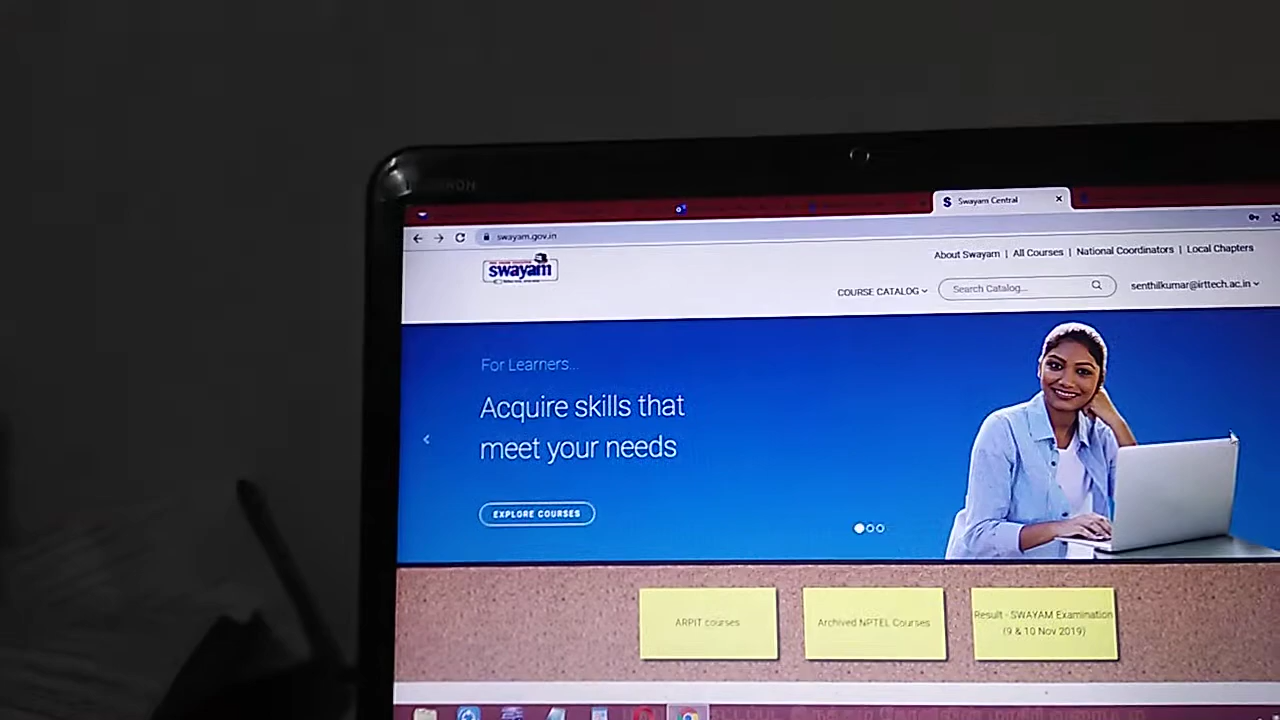 Swayam Central
swayam.gov.in
About Swayam | All Courses | National Coordinators | Local Chapters
swayam
COURSE CATALOG
Search Catalog...
senthilkumar@irttech.ac.in
For Learners...
Acquire skills that
meet your needs
EXPLORE COURSES
ARPIT courses
Archived NPTEL Courses
Result - SWAYAM Examination
(9 & 10 Nov 2019)